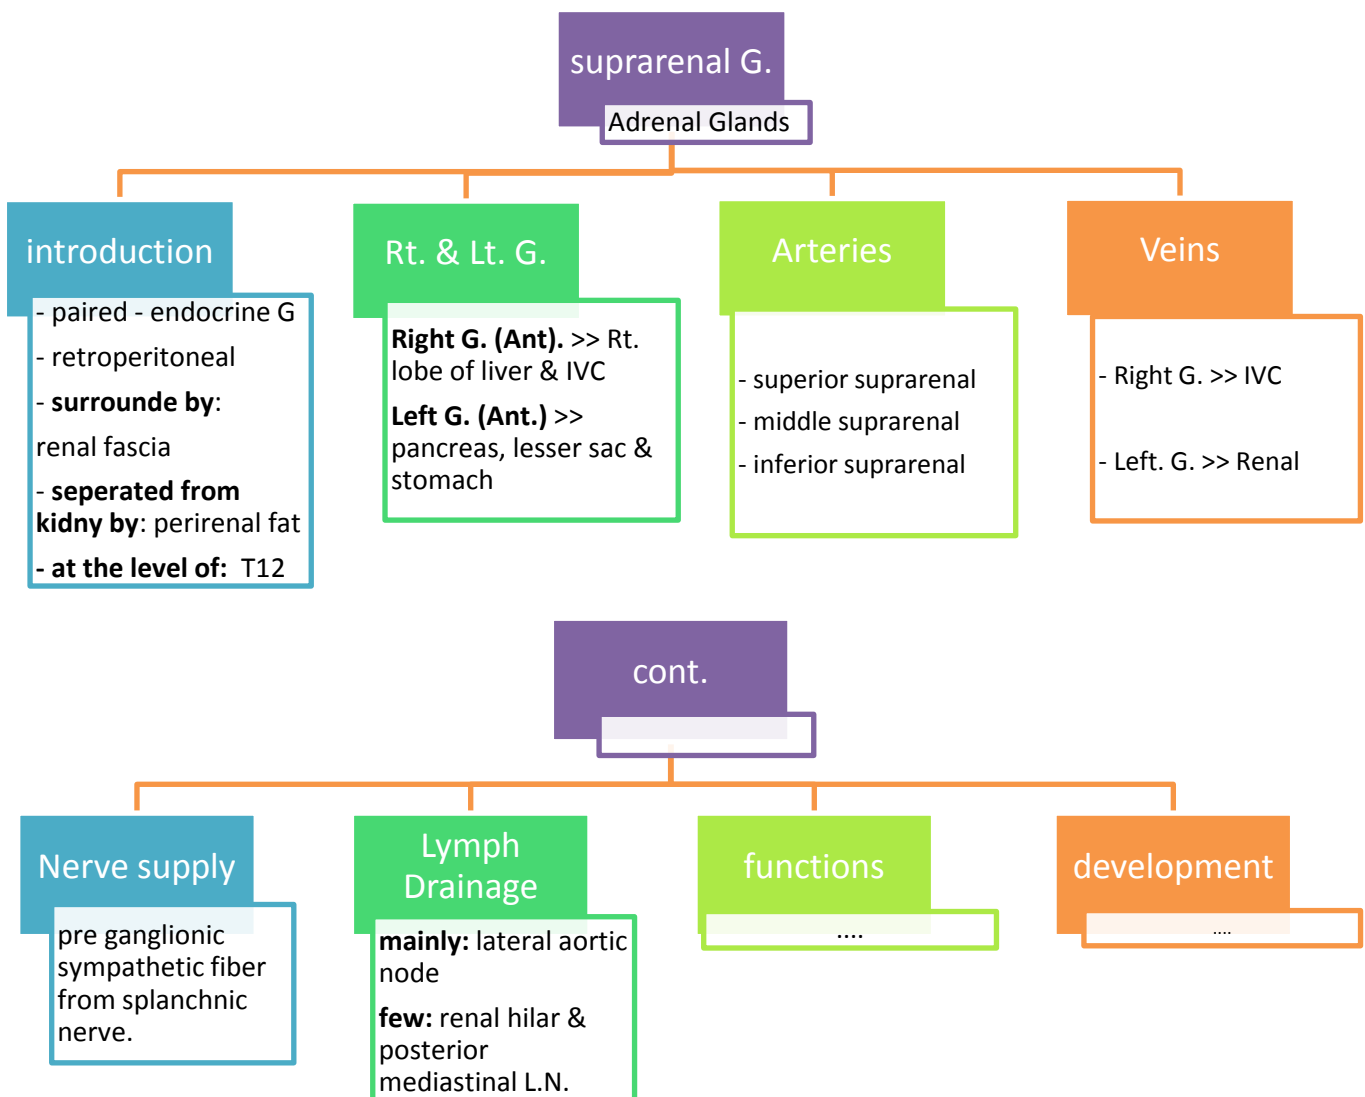 suprarenal G.
Adrenal Glands
introduction
- paired - endocrine G
- retroperitoneal
- surrounde by:
renal fascia
- seperated from
kidny by: perirenal fat
- at the level of: T12
Rt. & Lt. G.
Right G. (Ant). >> Rt.
lobe of liver & IVC
Left G. (Ant.) >>
pancreas, lesser sac &
stomach
Arteries
- superior suprarenal
- middle suprarenal
- inferior suprarenal
Veins
- Right G. >> IVC
- Left. G. >> Renal
cont.
Nerve supply
pre ganglionic
sympathetic fiber
from splanchnic
nerve.
Lymph
Drainage
mainly: lateral aortic
node
few: renal hilar &
posterior
mediastinal L.N.
functions
....
development
....